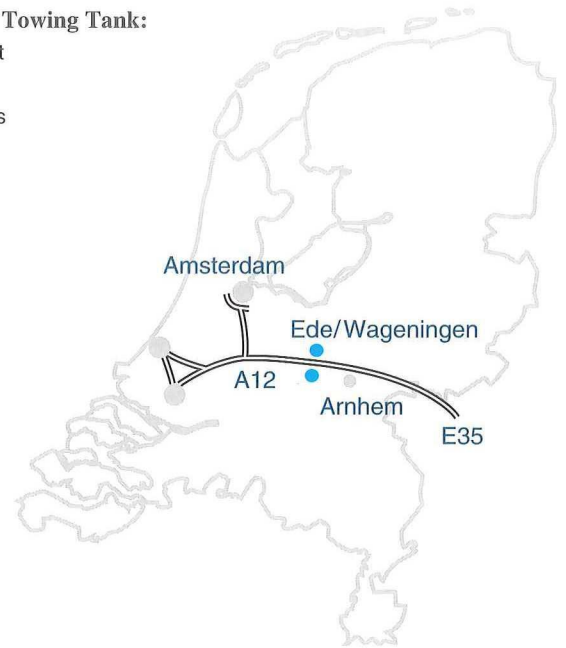 Towing Tank:
t
s
Amsterdam
Ede/Wageningen
A12
Arnhem
E35